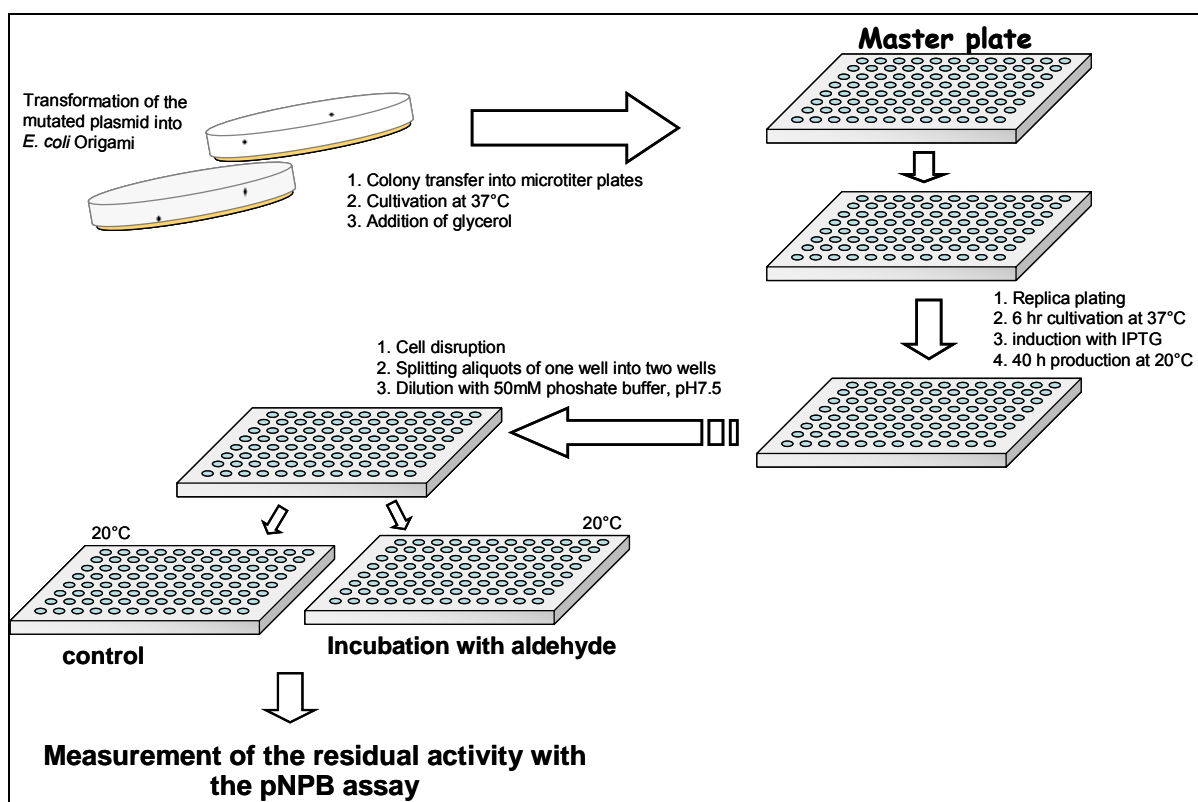 Master plate
Transformation of the
mutated plasmid into
E. coli Origami
1. Colony transfer into microtiter plates
2. Cultivation at 37°C
3. Addition of glycerol
1. Replica plating
2. 6 hr cultivation at 37°C
3. induction with IPTG
4. 40 h production at 20°C
1. Cell disruption
2. Splitting aliquots of one well into two wells
3. Dilution with 50mM phoshate buffer, pH7.5
20°C
20°C
control
Incubation with aldehyde
Measurement of the residual activity with
the pNPB assay